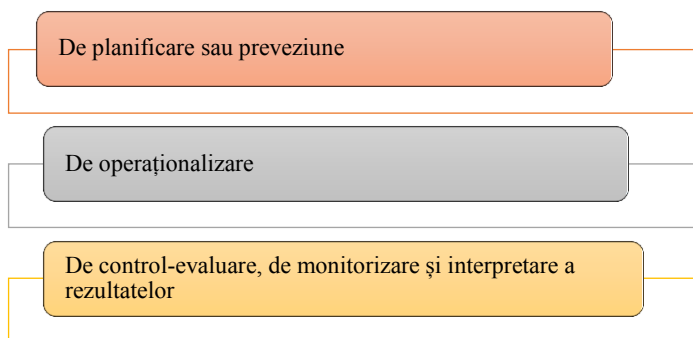 De planificare sau preveziune
De operaționalizare
De control-evaluare, de monitorizare și interpretare a
rezultatelor